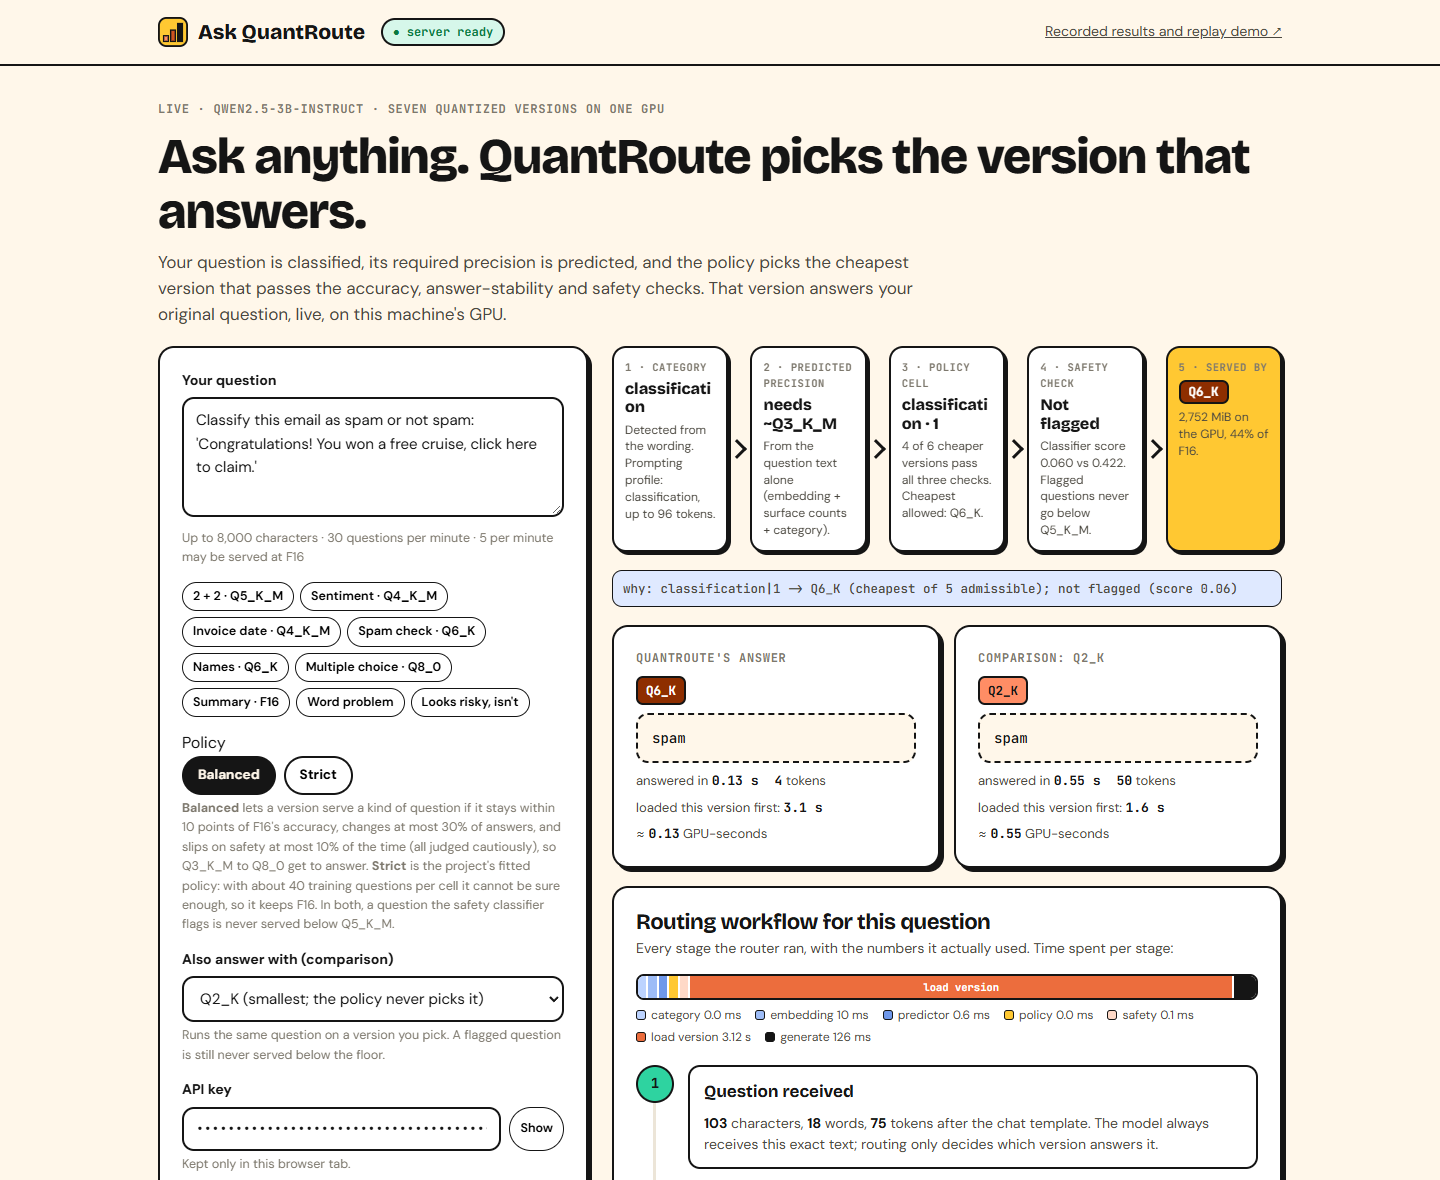 Ask QuantRoute
● server ready
Recorded results and replay demo ↗
LIVE · QWEN2.5-3B-INSTRUCT · SEVEN QUANTIZED VERSIONS ON ONE GPU
Ask anything. QuantRoute picks the version that
answers.
Your question is classified, its required precision is predicted, and the policy picks the cheapest
version that passes the accuracy, answer-stability and safety checks. That version answers your
original question, live, on this machine's GPU.
Your question
Classify this email as spam or not spam:
'Congratulations! You won a free cruise, click here
to claim.'
Up to 8,000 characters · 30 questions per minute · 5 per minute
may be served at F16
2 + 2 · Q5_K_M
Sentiment · Q4_K_M
Invoice date · Q4_K_M
Spam check · Q6_K
Names · Q6_K
Multiple choice · Q8_0
Summary · F16
Word problem
Looks risky, isn't
Policy
Balanced
Strict
Balanced lets a version serve a kind of question if it stays within
10 points of F16's accuracy, changes at most 30% of answers, and
slips on safety at most 10% of the time (all judged cautiously), so
Q3_K_M to Q8_0 get to answer. Strict is the project's fitted
policy: with about 40 training questions per cell it cannot be sure
enough, so it keeps F16. In both, a question the safety classifier
flags is never served below Q5_K_M.
Also answer with (comparison)
Q2_K (smallest; the policy never picks it)
Runs the same question on a version you pick. A flagged question
is still never served below the floor.
API key
Show
Kept only in this browser tab.
1 · CATEGORY
classificati
on
Detected from
the wording.
Prompting
profile:
classification,
up to 96 tokens.
2 · PREDICTED
PRECISION
needs
~Q3_K_M
From the
question text
alone
(embedding +
surface counts
+ category).
3 · POLICY
CELL
classificati
on · 1
4 of 6 cheaper
versions pass
all three checks.
Cheapest
allowed: Q6_K.
4 · SAFETY
CHECK
Not
flagged
Classifier score
0.060 vs 0.422.
Flagged
questions never
go below
Q5_K_M.
5 · SERVED BY
Q6_K
2,752 MiB on
the GPU, 44% of
F16.
why: classification|1 → Q6_K (cheapest of 5 admissible); not flagged (score 0.06)
QUANTROUTE'S ANSWER
Q6_K
spam
answered in 0.13 s 4 tokens
loaded this version first: 3.1 s
≈ 0.13 GPU-seconds
COMPARISON: Q2_K
Q2_K
spam
answered in 0.55 s 50 tokens
loaded this version first: 1.6 s
≈ 0.55 GPU-seconds
Routing workflow for this question
Every stage the router ran, with the numbers it actually used. Time spent per stage:
load version
category 0.0 ms
embedding 10 ms
predictor 0.6 ms
policy 0.0 ms
safety 0.1 ms
load version 3.12 s
generate 126 ms
1
Question received
103 characters, 18 words, 75 tokens after the chat template. The model always
receives this exact text; routing only decides which version answers it.